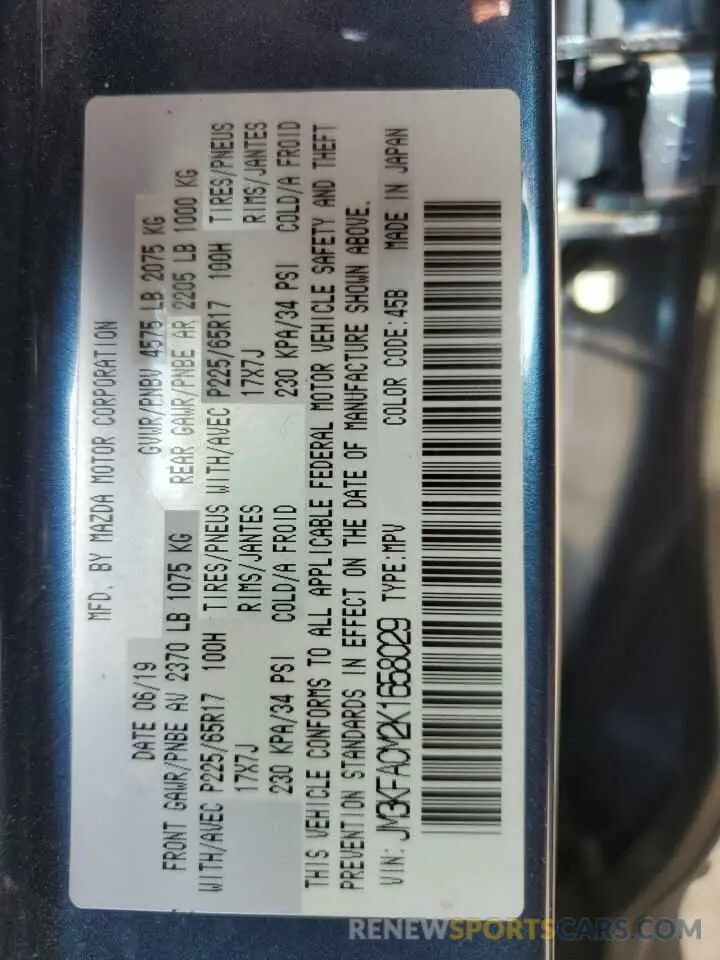 MFD. BY MAZDA MOTOR CORPORATION
DATE 06/19 GVWR/PNBV 4575 LB 2075 KG
FRONT GAWR/PNBE AV 2370 LB 1075 KG REAR GAWR/PNBE AR 2205 LB 1000 KG
WITH/AVEC P225/65R17 100H TIRES/PNEUS WITH/AVEC P225/65R17 100H TIRES/PNEUS
17X7J RIMS/JANTES 17X7J RIMS/JANTES
230 KPA/34 PSI COLD/A FROID 230 KPA/34 PSI COLD/A FROID
THIS VEHICLE CONFORMS TO ALL APPLICABLE FEDERAL MOTOR VEHICLE SAFETY AND THEFT
PREVENTION STANDARDS IN EFFECT ON THE DATE OF MANUFACTURE SHOWN ABOVE.
VIN: JM3KFACM2K1658029 TYPE:MPV COLOR CODE:45B MADE IN JAPAN
RENEWSPORTSCARS.COM